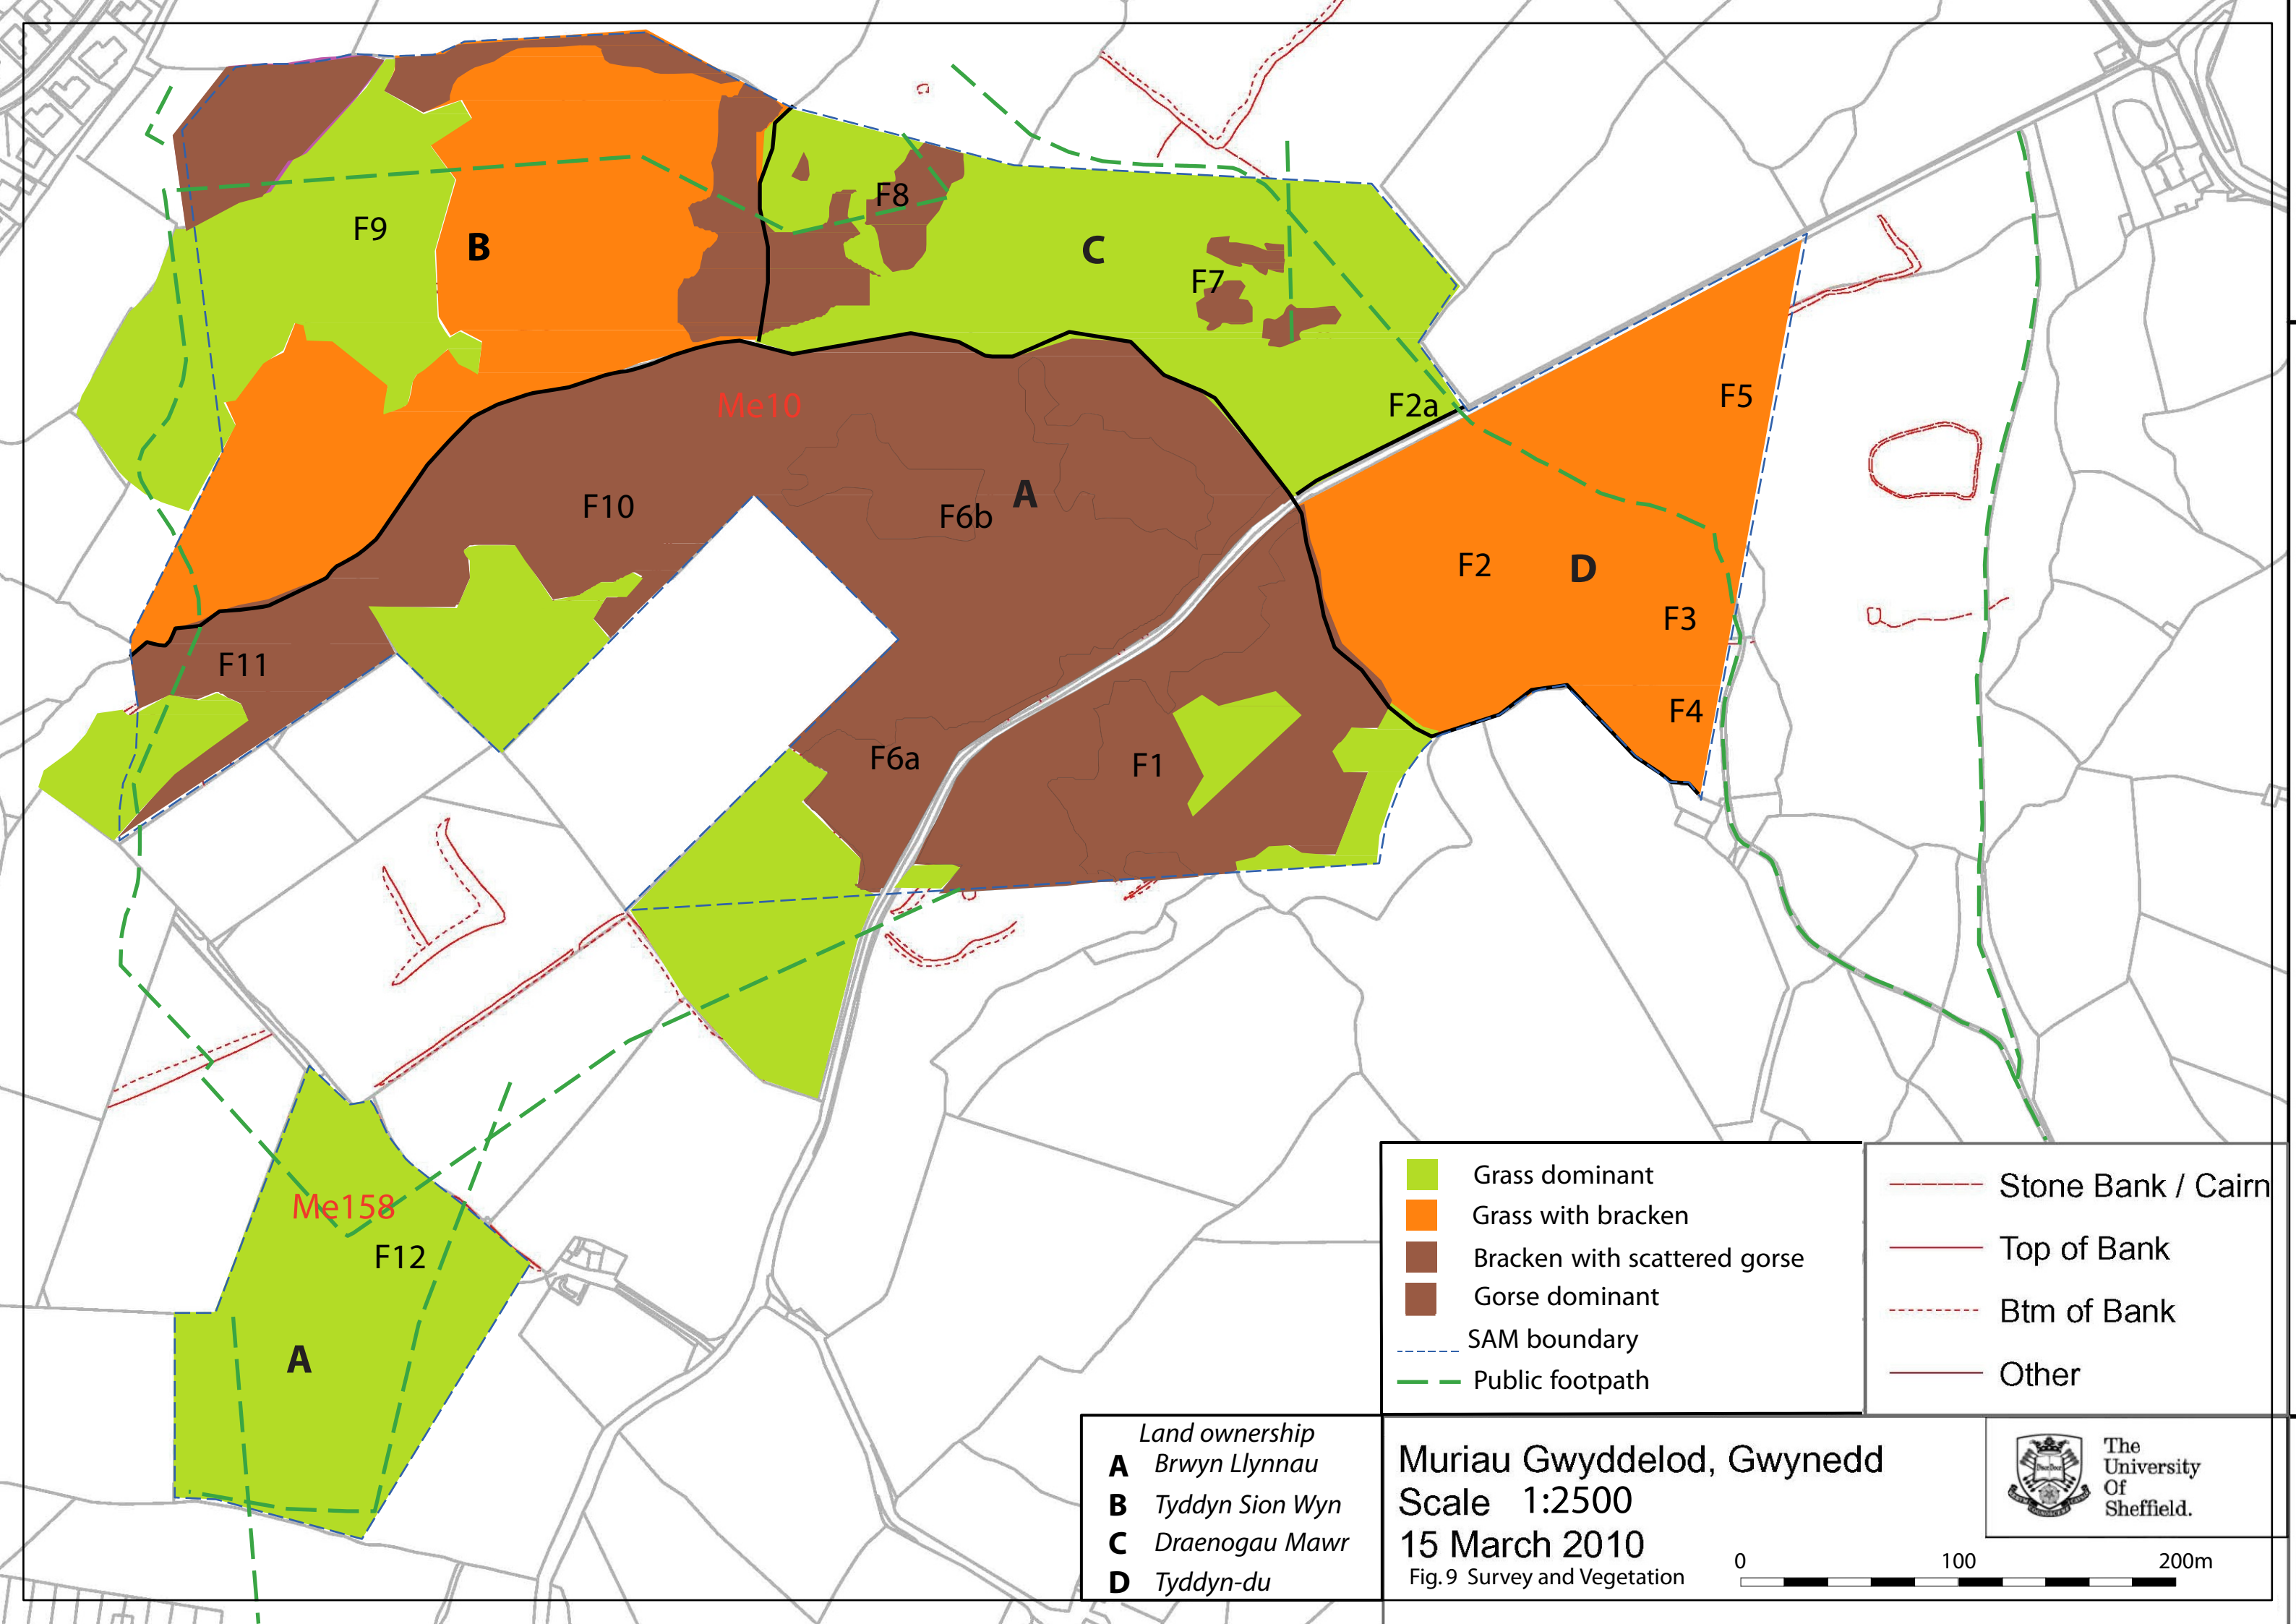 F9
B
F8
C
F7
Me10
F2a
F5
F10
F6b
A
F2
D
F3
F11
F4
F6a
F1
Me158
F12
A
Grass dominant
Grass with bracken
Bracken with scattered gorse
Gorse dominant
SAM boundary
Public footpath
Stone Bank / Cairn
Top of Bank
Btm of Bank
Other
Land ownership
A Brwyn Llynnau
B Tyddyn Sion Wyn
C Draenogau Mawr
D Tyddyn-du
Muriau Gwyddelod, Gwynedd
Scale 1:2500
15 March 2010
Fig. 9 Survey and Vegetation
The
University
Of
Sheffield.
0 100 200m